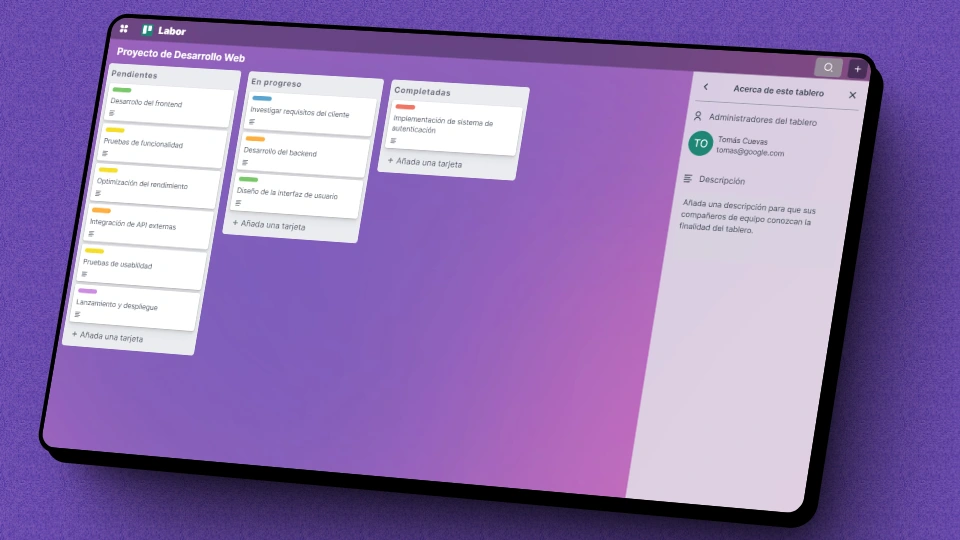 Labor
Proyecto de Desarrollo Web
Pendientes
Desarrollo del frontend
Pruebas de funcionalidad
Optimización del rendimiento
Integración de API externas
Pruebas de usabilidad
Lanzamiento y despliegue
+ Añada una tarjeta
En progreso
Investigar requisitos del cliente
Desarrollo del backend
Diseño de la interfaz de usuario
+ Añada una tarjeta
Completadas
Implementación de sistema de
autenticación
+ Añada una tarjeta
Acerca de este tablero
Administradores del tablero
TO
Tomás Cuevas
tomas@google.com
Descripción
Añada una descripción para que sus
compañeros de equipo conozcan la
finalidad del tablero.